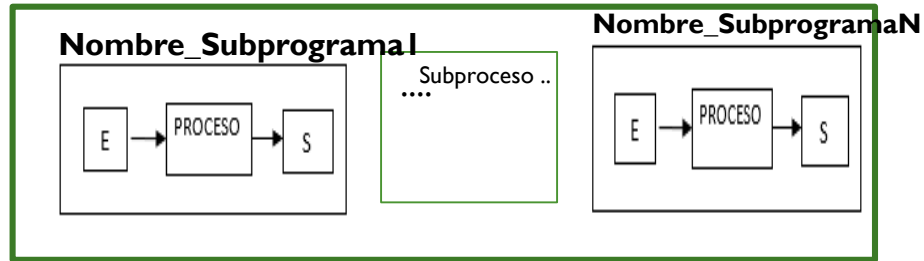 Nombre_Subprograma1
E
PROCESO
S
Subproceso ..
....
Nombre_SubprogramaN
E
PROCESO
S